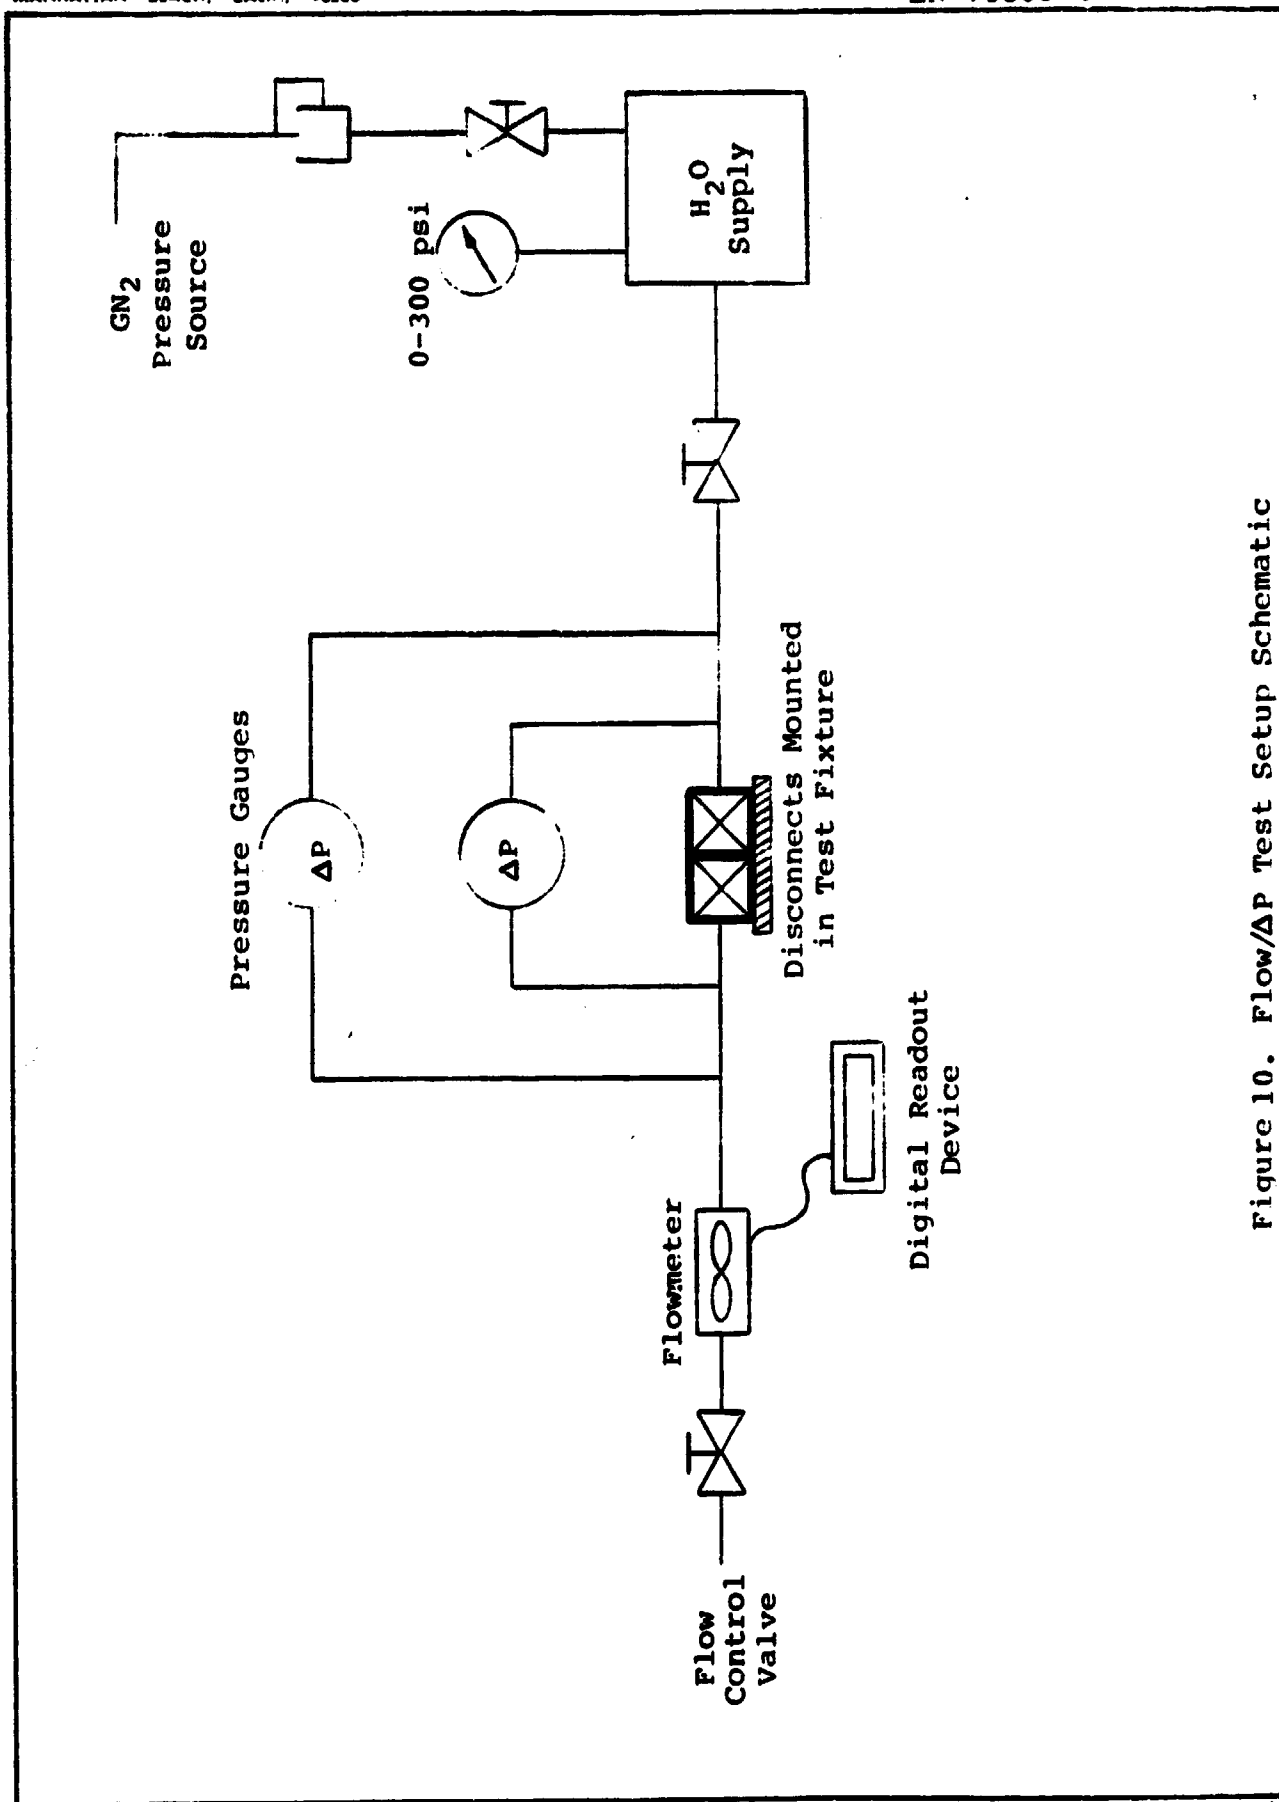 GN2
Pressure
Source
0-300 psi
H2O
Supply
Pressure Gauges
ΔP
ΔP
Disconnects Mounted
in Test Fixture
Flowmeter
Digital Readout
Device
Flow
Control
Valve
Figure 10. Flow/ΔP Test Setup Schematic